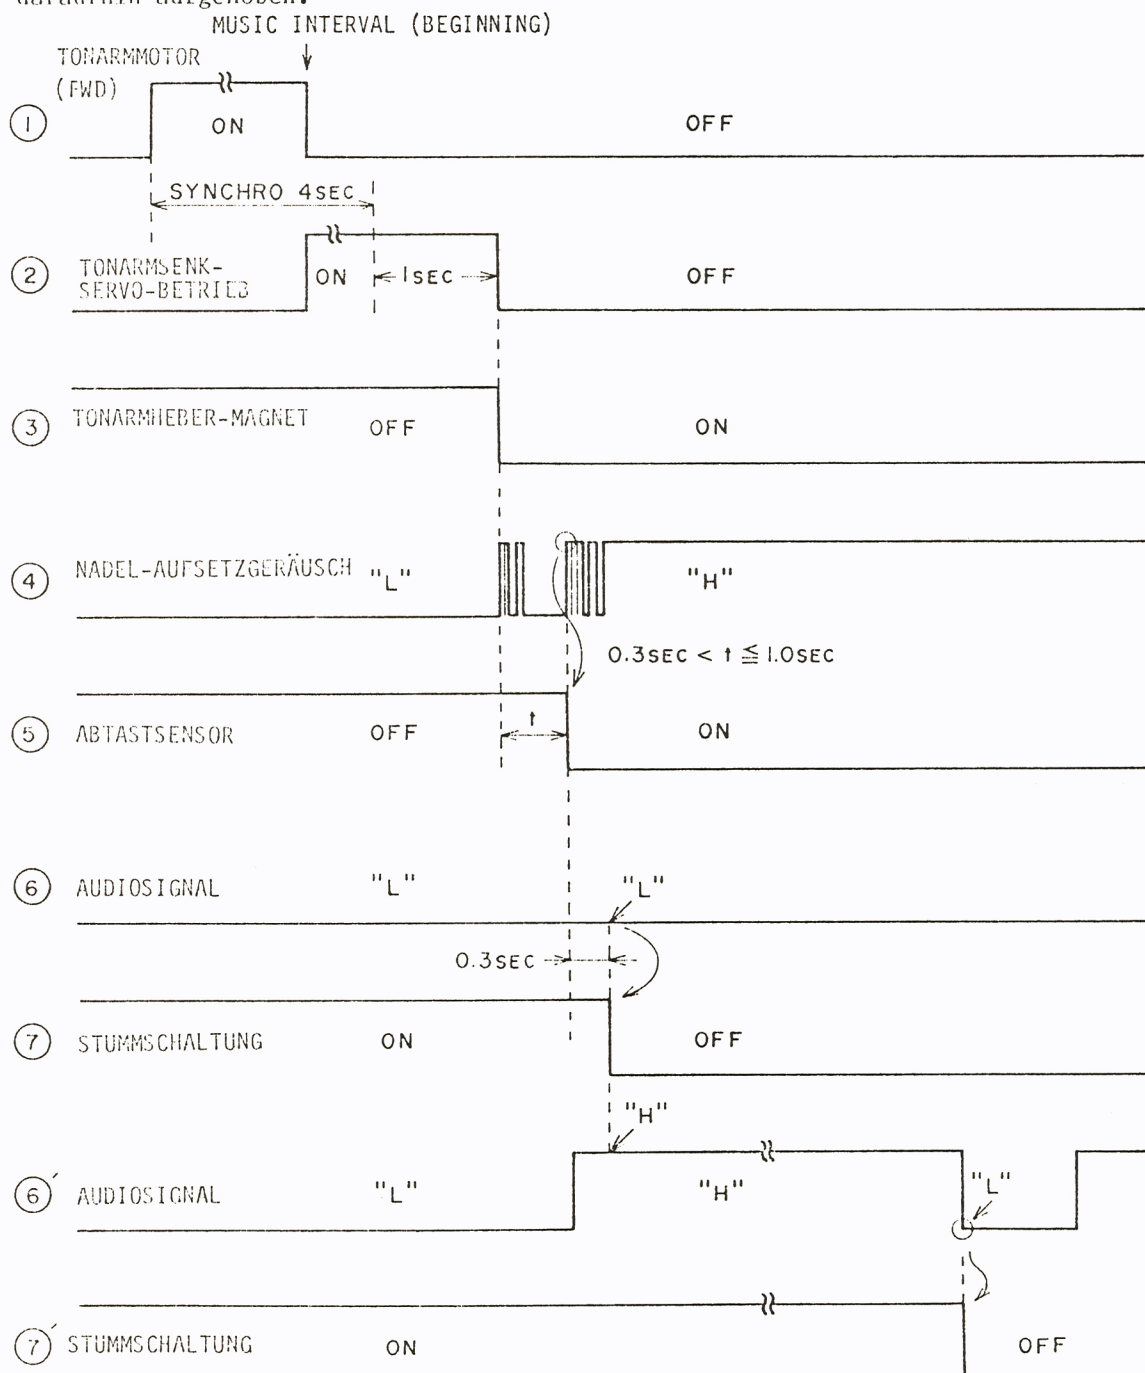 daraufhin aufgehoben.
MUSIC INTERVAL (BEGINNING)
TONARMMOTOR
(FWD)
1 ON OFF
SYNCHRO 4SEC
2 TONARMSENK-
SERVO-BETRIEB
ON 1SEC OFF
3 TONARMHEBER-MAGNET OFF ON
4 NADEL-AUFSETZGERÄUSCH "L" "H"
0.3SEC < t ≦ 1.0SEC
t
5 ABTASTSENSOR OFF ON
6 AUDIOSIGNAL "L" "L"
0.3SEC
7 STUMMSCHALTUNG ON OFF
"H"
6´ AUDIOSIGNAL "L" "H" "L"
7´ STUMMSCHALTUNG ON OFF